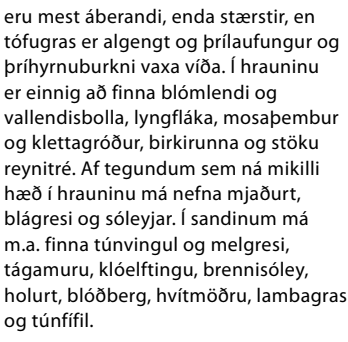 eru mest áberandi, enda stærstir, en
tófugras er algengt og þrílaufungur og
þríhyrnuburkni vaxa víða. Í hrauninu
er einnig að finna blómlendi og
vallendisbolla, lyngfláka, mosaþembur
og klettagróður, birkirunna og stöku
reynitré. Af tegundum sem ná mikilli
hæð í hrauninu má nefna mjaðurt,
blágresi og sóleyjar. Í sandinum má
m.a. finna túnvingul og melgresi,
tágamuru, klóelftingu, brennisóley,
holurt, blóðberg, hvítmöðru, lambagras
og túnfífil.